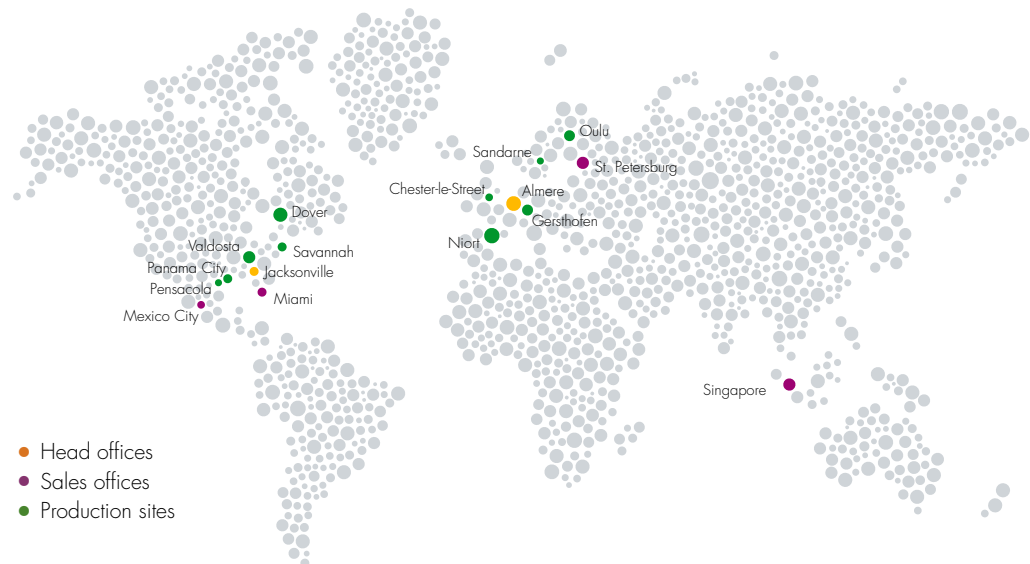 Oulu
Sandarne
St. Petersburg
Chester-le-Street
Almere
Dover
Gersthofen
Niort
Valdosta
Savannah
Panama City
Jacksonville
Pensacola
Miami
Mexico City
Singapore
Head offices
Sales offices
Production sites